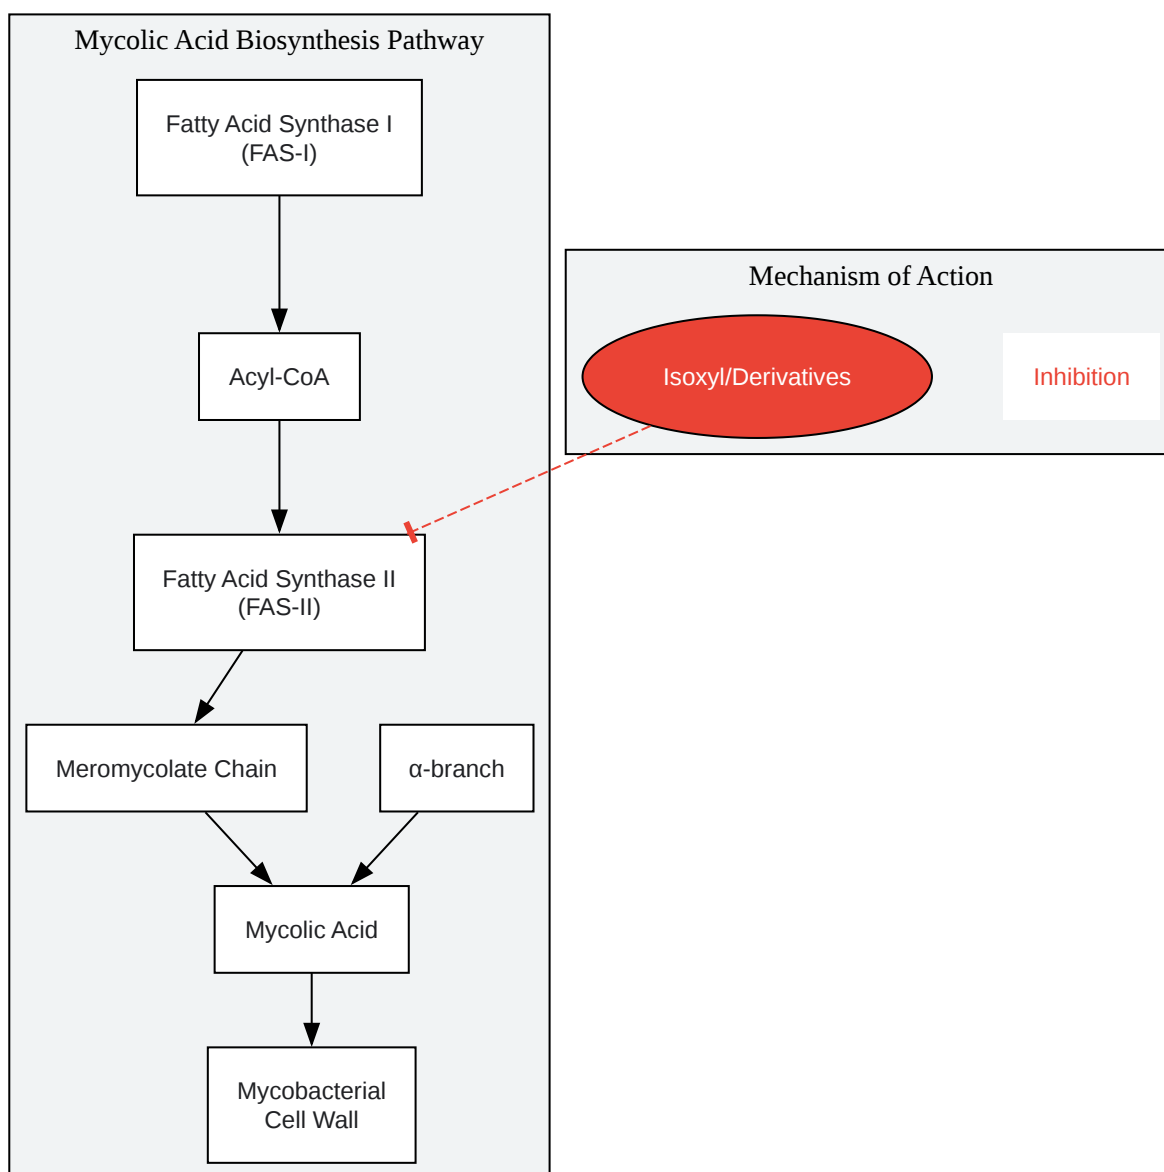 Mycolic Acid Biosynthesis Pathway
Fatty Acid Synthase I
(FAS-I)
Acyl-CoA
Fatty Acid Synthase II
(FAS-II)
Meromycolate Chain
α-branch
Mycolic Acid
Mycobacterial
Cell Wall
Mechanism of Action
Isoxyl/Derivatives
Inhibition